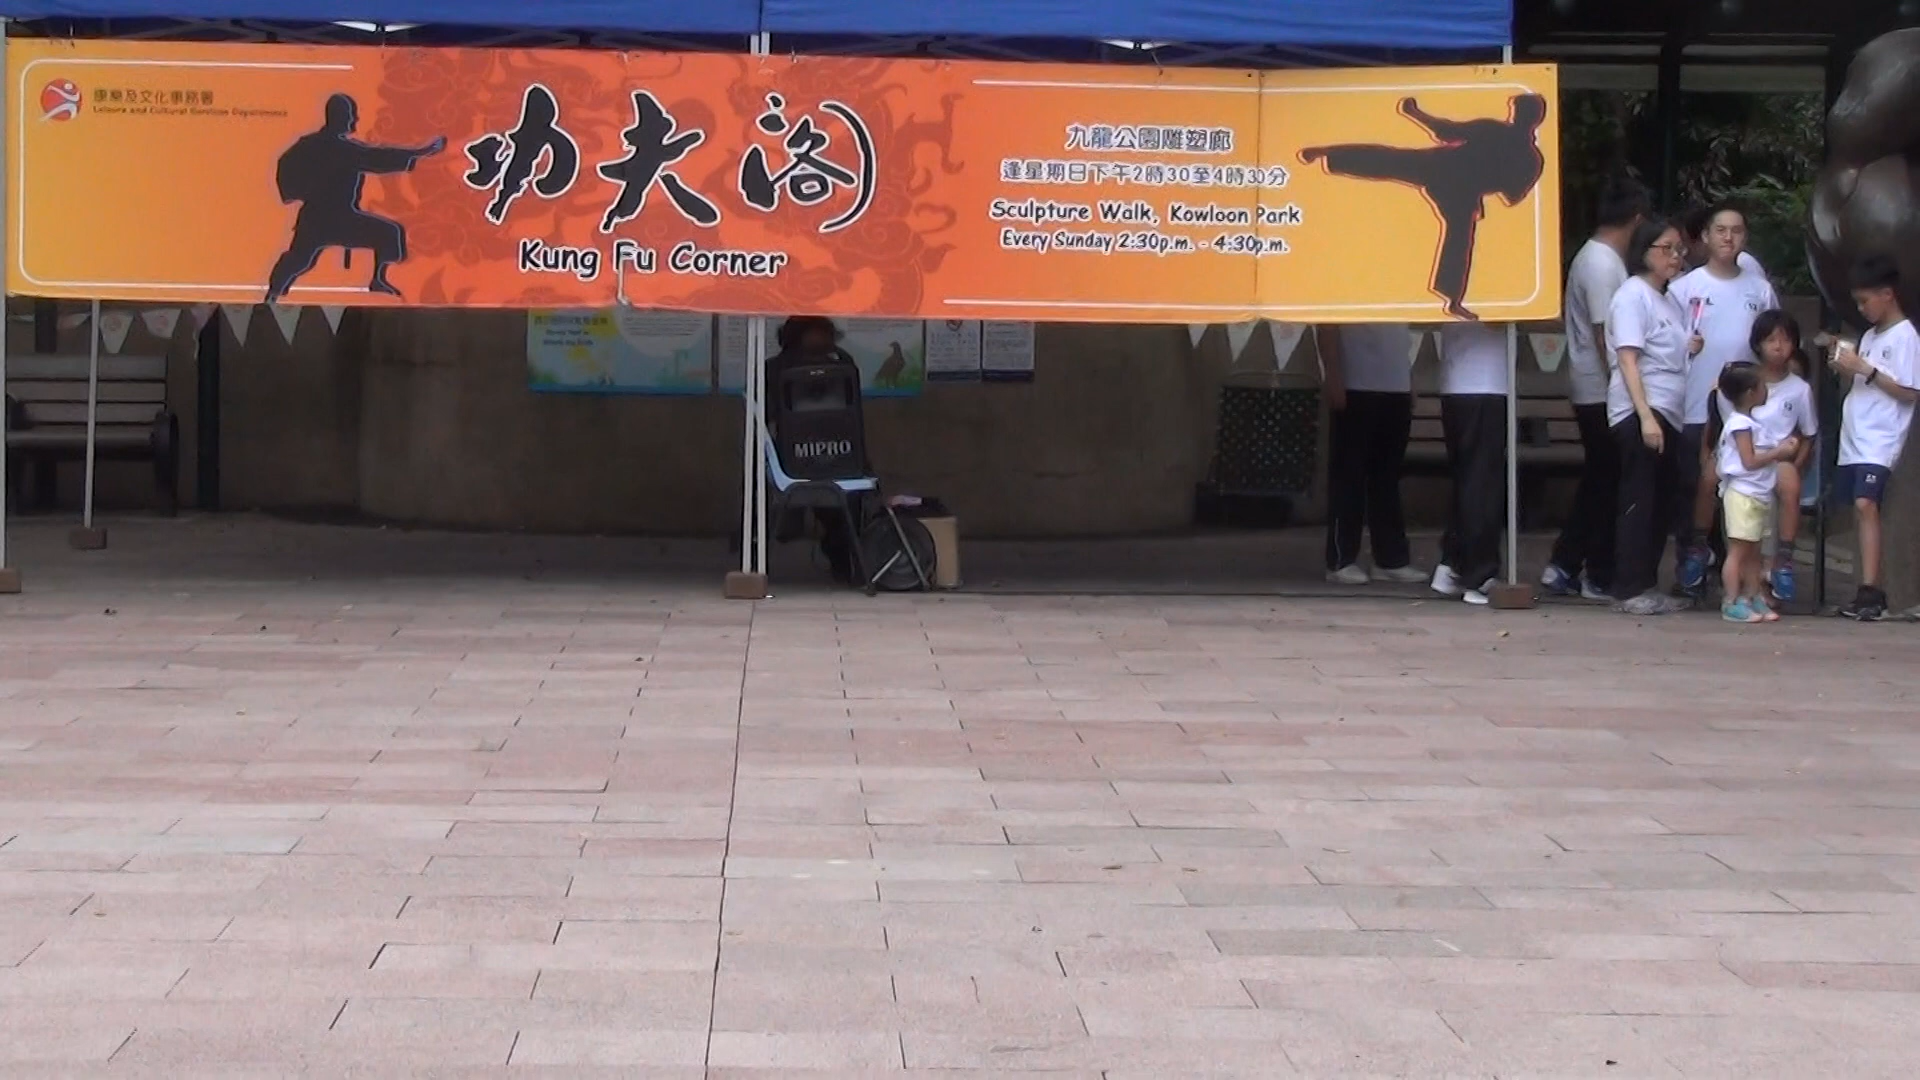 康樂及文化事務署
Leisure and Cultural Services Department
功夫閣
Kung Fu Corner
九龍公園雕塑廊
逢星期日下午2時30至4時30分
Sculpture Walk, Kowloon Park
Every Sunday 2:30p.m. - 4:30p.m.
MIPRO